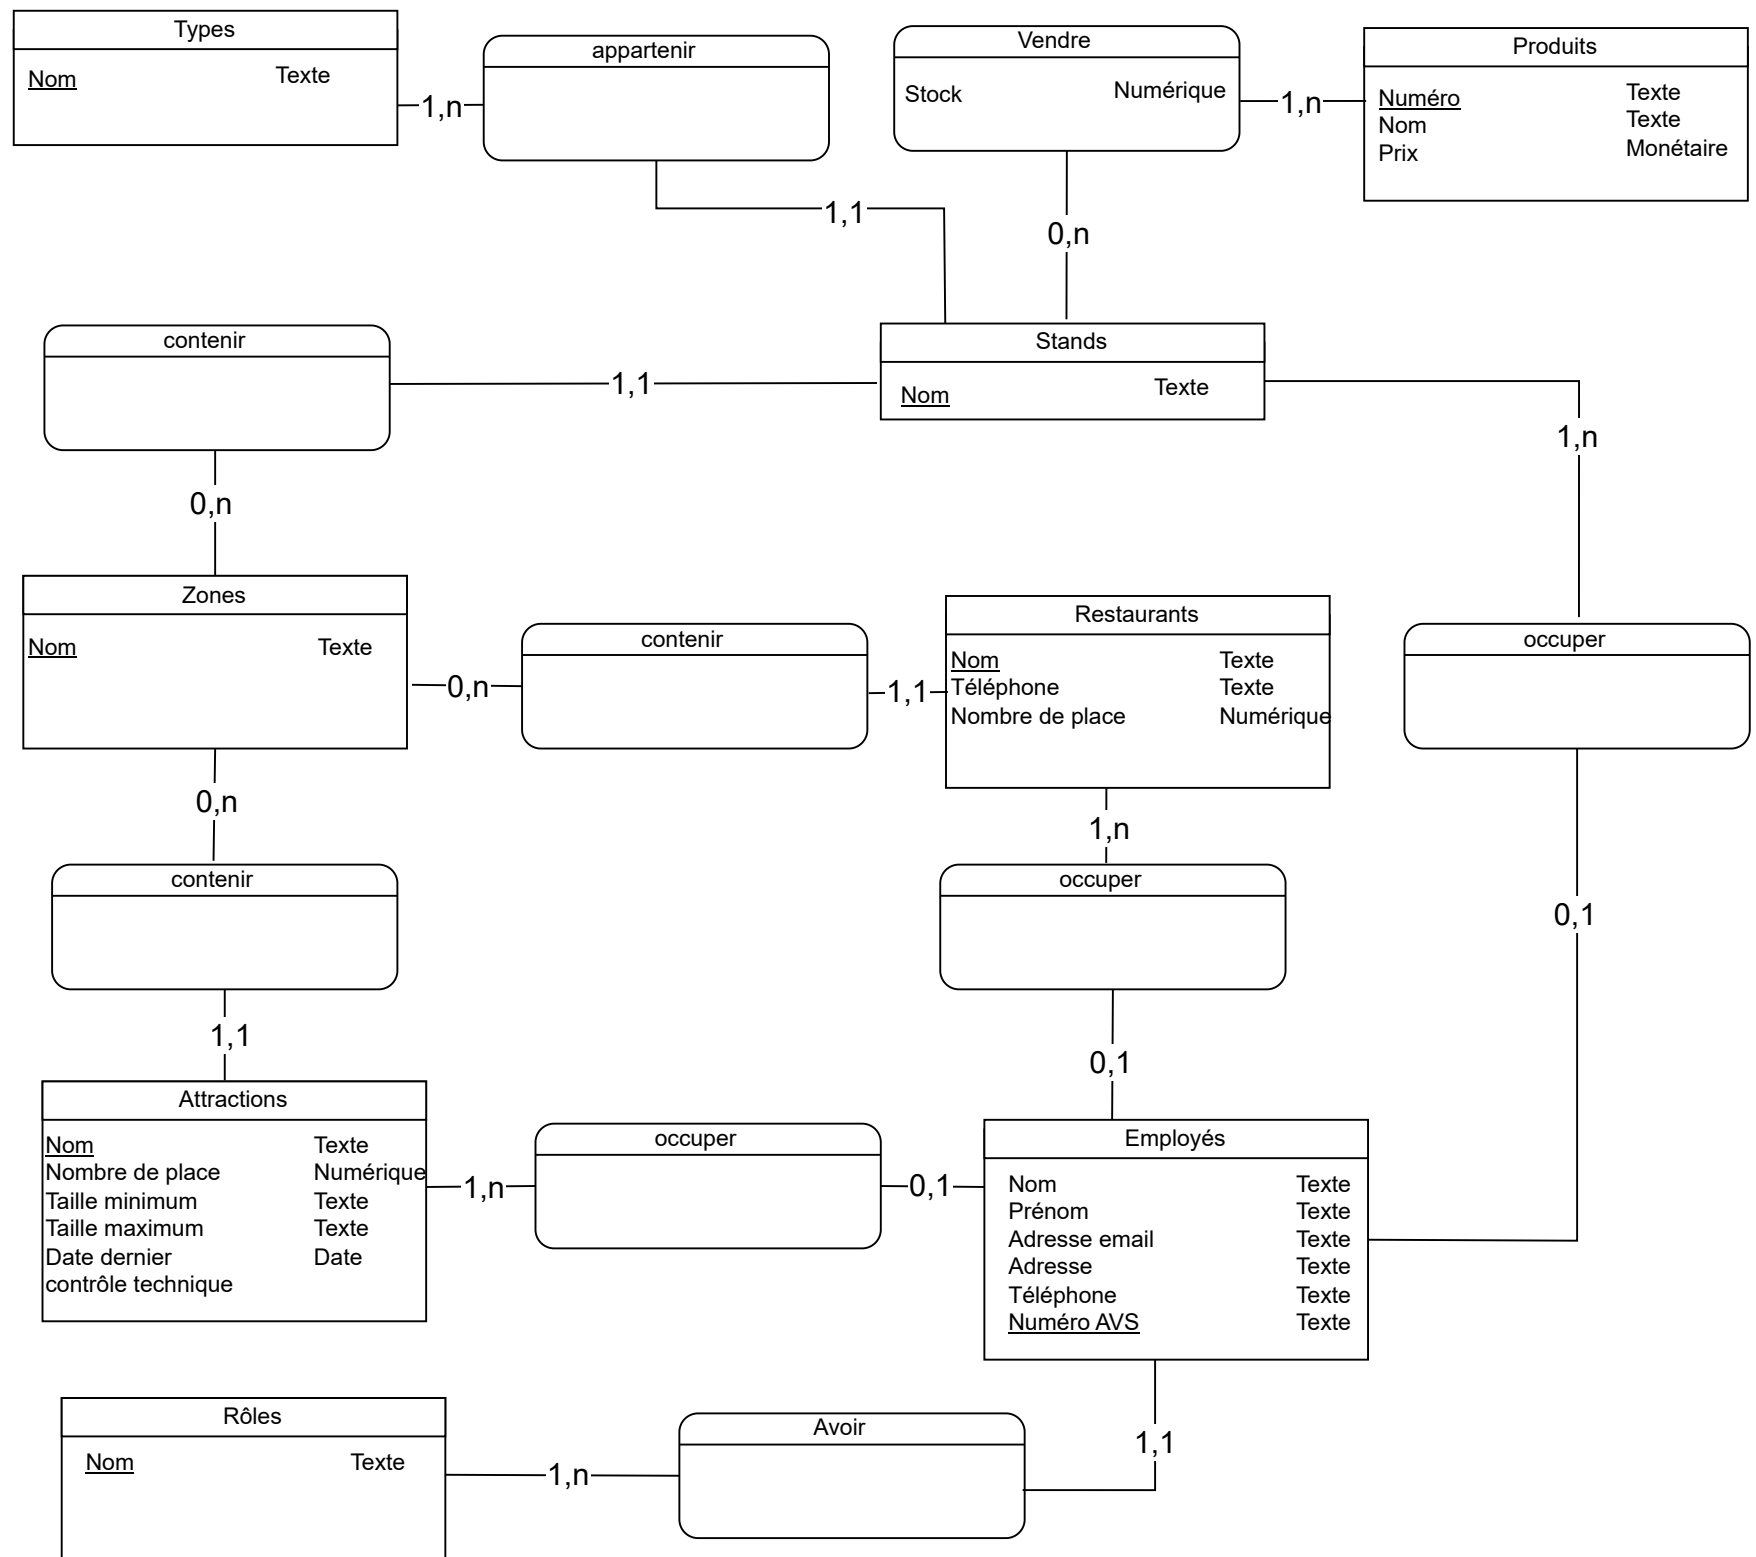 Types
Nom Texte
1,n
appartenir
Vendre
Stock Numérique
1,n
Produits
Numéro Texte
Nom Texte
Prix Monétaire
1,1
0,n
contenir
1,1
Stands
Nom Texte
1,n
0,n
Zones
Nom Texte
0,n
contenir
1,1
Restaurants
Nom Texte
Téléphone Texte
Nombre de place Numérique
occuper
0,n
1,n
contenir
occuper
0,1
1,1
0,1
Attractions
Nom Texte
Nombre de place Numérique
Taille minimum Texte
Taille maximum Texte
Date dernier Date
contrôle technique
1,n
occuper
0,1
Employés
Nom Texte
Prénom Texte
Adresse email Texte
Adresse Texte
Téléphone Texte
Numéro AVS Texte
Rôles
Nom Texte
1,n
Avoir
1,1